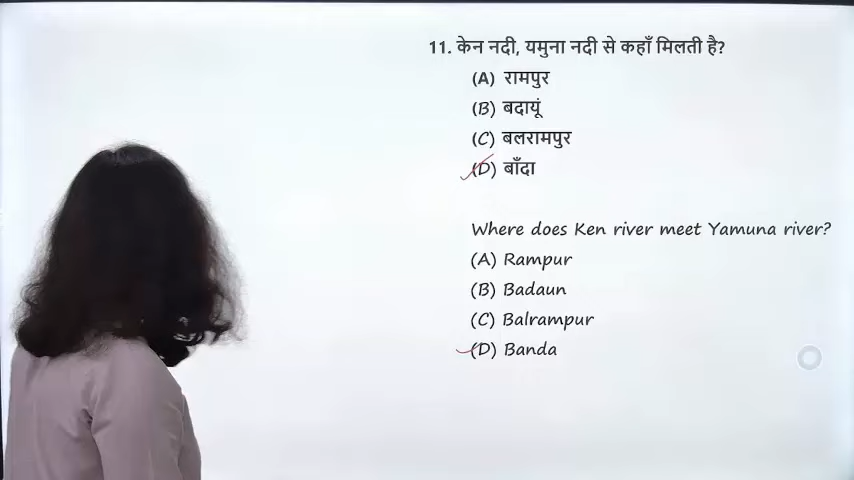 11. केन नदी, यमुना नदी से कहाँ मिलती है?
(A) रामपुर
(B) बदायूं
(C) बलरामपुर
(D) बाँदा
Where does Ken river meet Yamuna river?
(A) Rampur
(B) Badaun
(C) Balrampur
(D) Banda